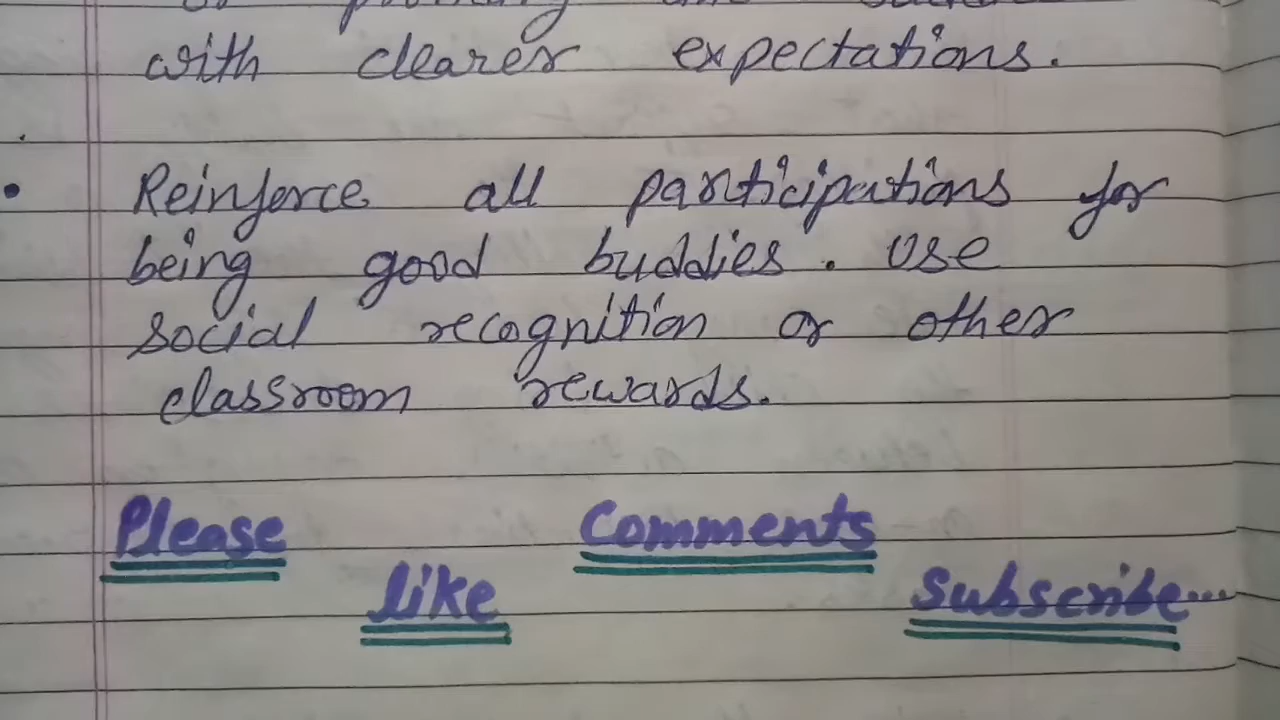 with clearer expectations.
Reinforce all participations for
being good buddies. Use
social recognition or other
classroom rewards.
Please Comments
like Subscribe...